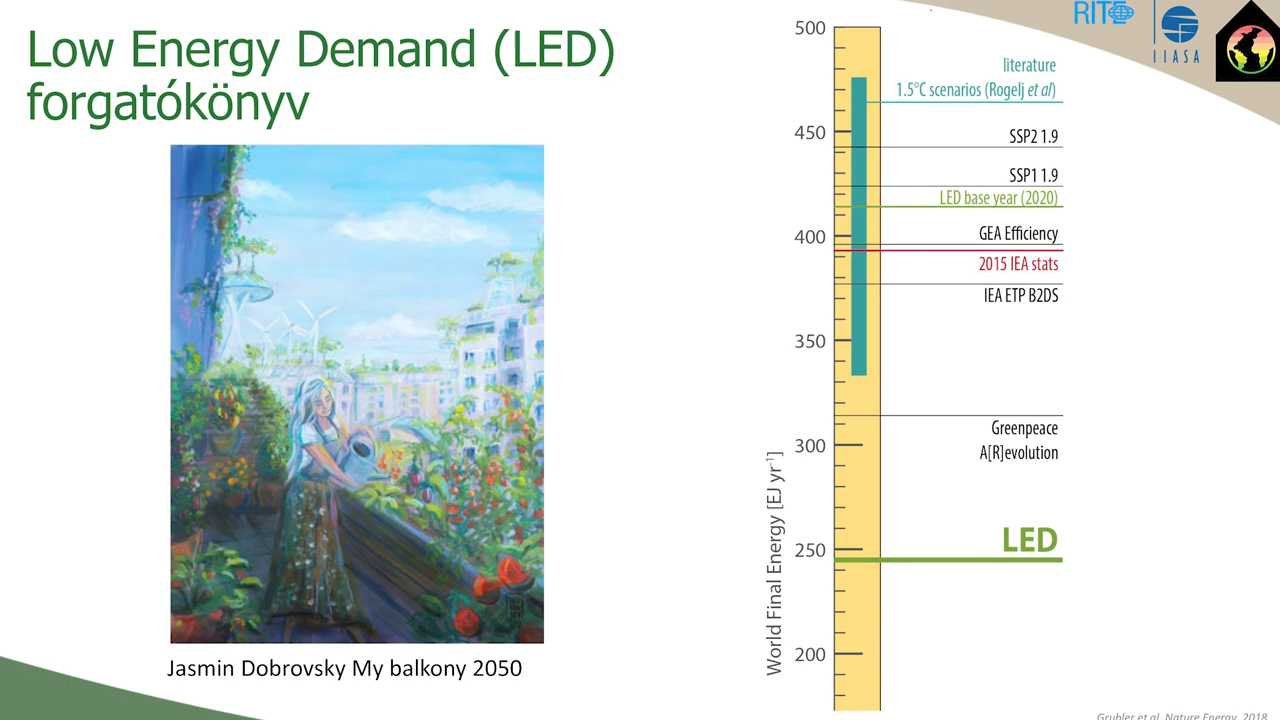 Low Energy Demand (LED)
forgatókönyv
Jasmin Dobrovsky My balkony 2050
World Final Energy [EJ yr⁻¹]
500
450
400
350
300
250
200
literature
1.5°C scenarios (Rogelj et al)
SSP2 1.9
SSP1 1.9
LED base year (2020)
GEA Efficiency
2015 IEA stats
IEA ETP B2DS
Greenpeace
A[R]evolution
LED
RITE
IIASA
Grubler et al. Nature Energy, 2018